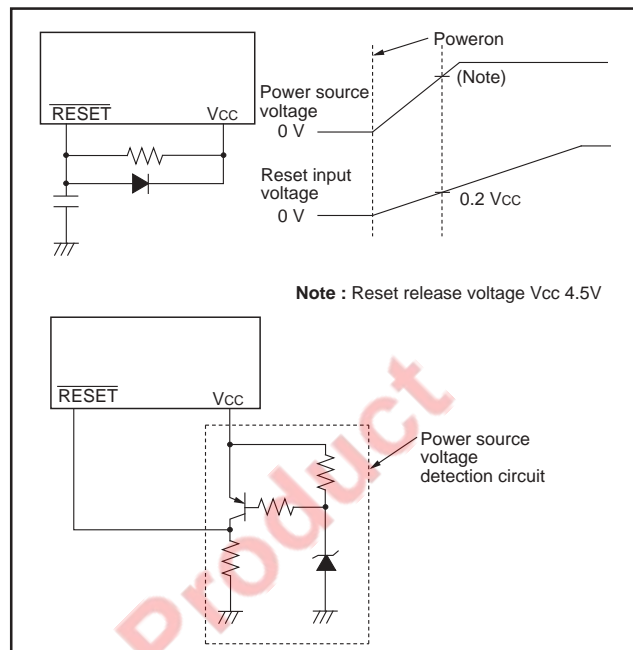 RESET
VCC
Poweron
Power source
voltage
0 V
(Note)
Reset input
voltage
0 V
0.2 VCC
Note : Reset release voltage Vcc 4.5V
RESET
VCC
Power source
voltage
detection circuit
Product